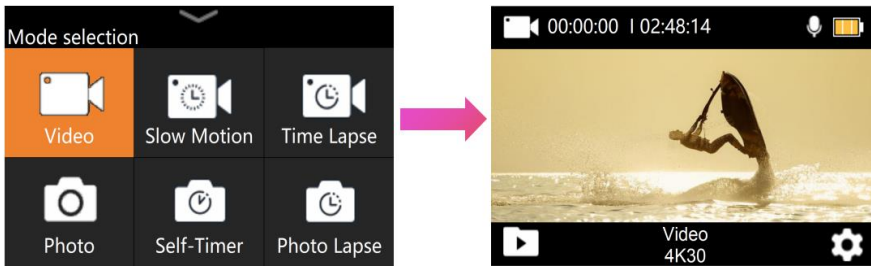 Mode selection
Video
Slow Motion
Time Lapse
Photo
Self-Timer
Photo Lapse
00:00:00 I 02:48:14
Video
4K30